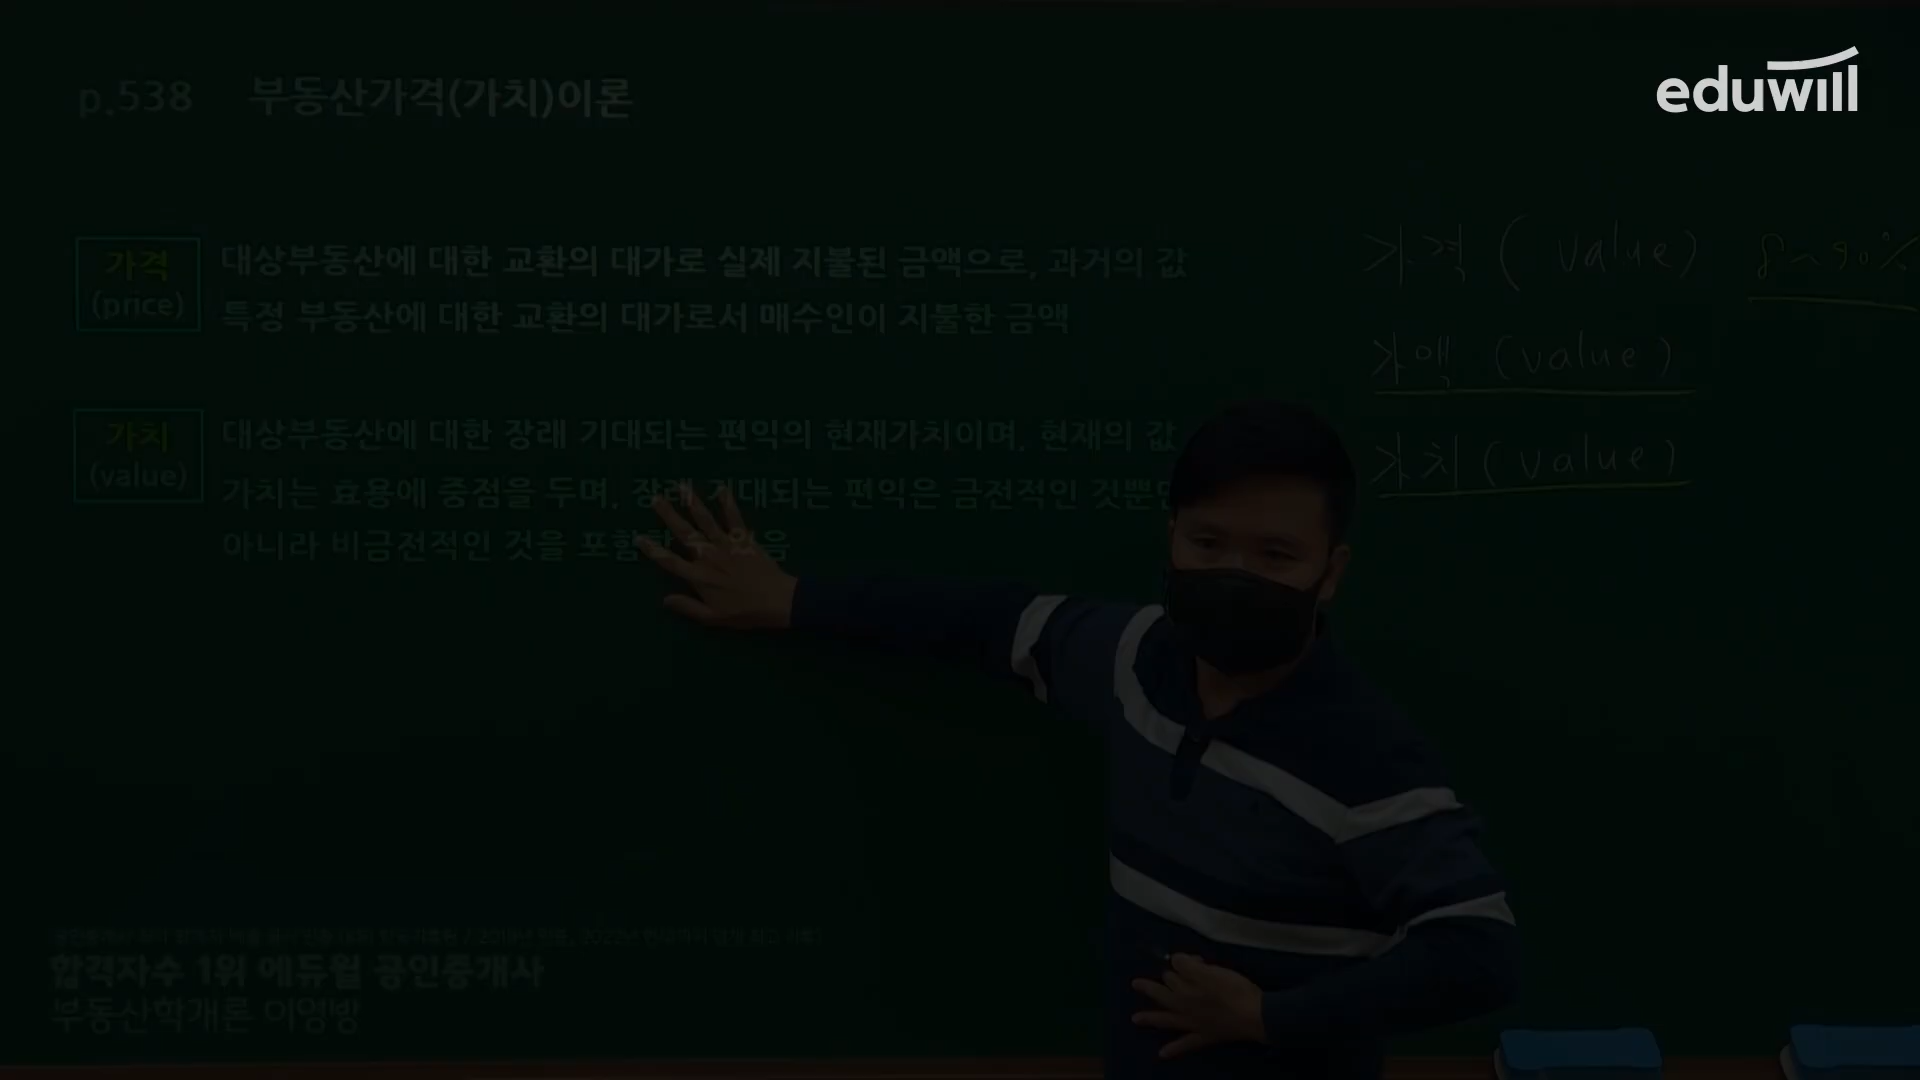 eduwill
p.538 부동산가격(가치)이론
가격
(price)
대상부동산에 대한 교환의 대가로 실제 지불된 금액으로, 과거의 값
특정 부동산에 대한 교환의 대가로서 매수인이 지불한 금액
가치
(value)
대상부동산에 대한 장래 기대되는 편익의 현재가치이며, 현재의 값
가치는 효용에 중점을 두며, 장래 기대되는 편익은 금전적인 것뿐만
아니라 비금전적인 것을 포함할 수 있음
가격 (value) 8~90%
가액 (value)
가치 (value)
합격자수 1위 에듀윌 공인중개사
부동산학개론 이영방